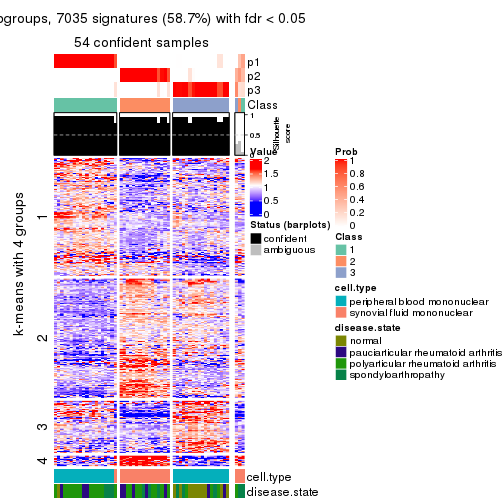 ogroups, 7035 signatures (58.7%) with fdr < 0.05
54 confident samples
p1
p2
p3
Class
1
0.5
0
Silhouette
score
k-means with 4 groups
1
2
3
4
cell.type
disease.state
Value
2
1.5
1
0.5
0
Status (barplots)
confident
ambiguous
Prob
1
0.8
0.6
0.4
0.2
0
Class
1
2
3
cell.type
peripheral blood mononuclear
synovial fluid mononuclear
disease.state
normal
pauciarticular rheumatoid arthritis
polyarticular rheumatoid arthritis
spondyloarthropathy